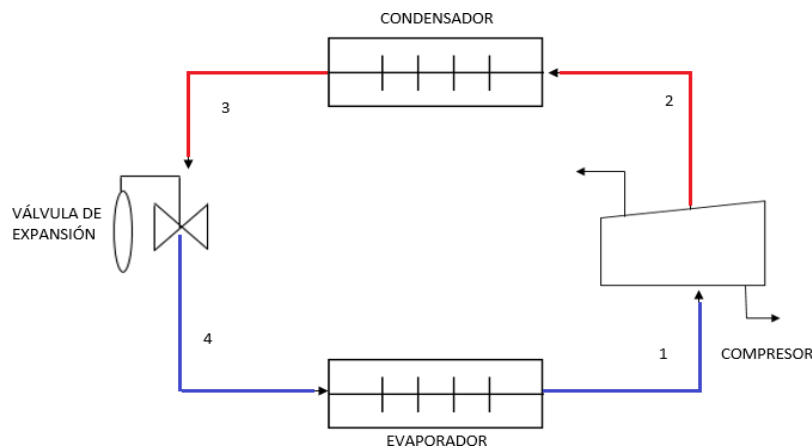 CONDENSADOR
3
2
VÁLVULA DE
EXPANSIÓN
4
1
COMPRESOR
EVAPORADOR